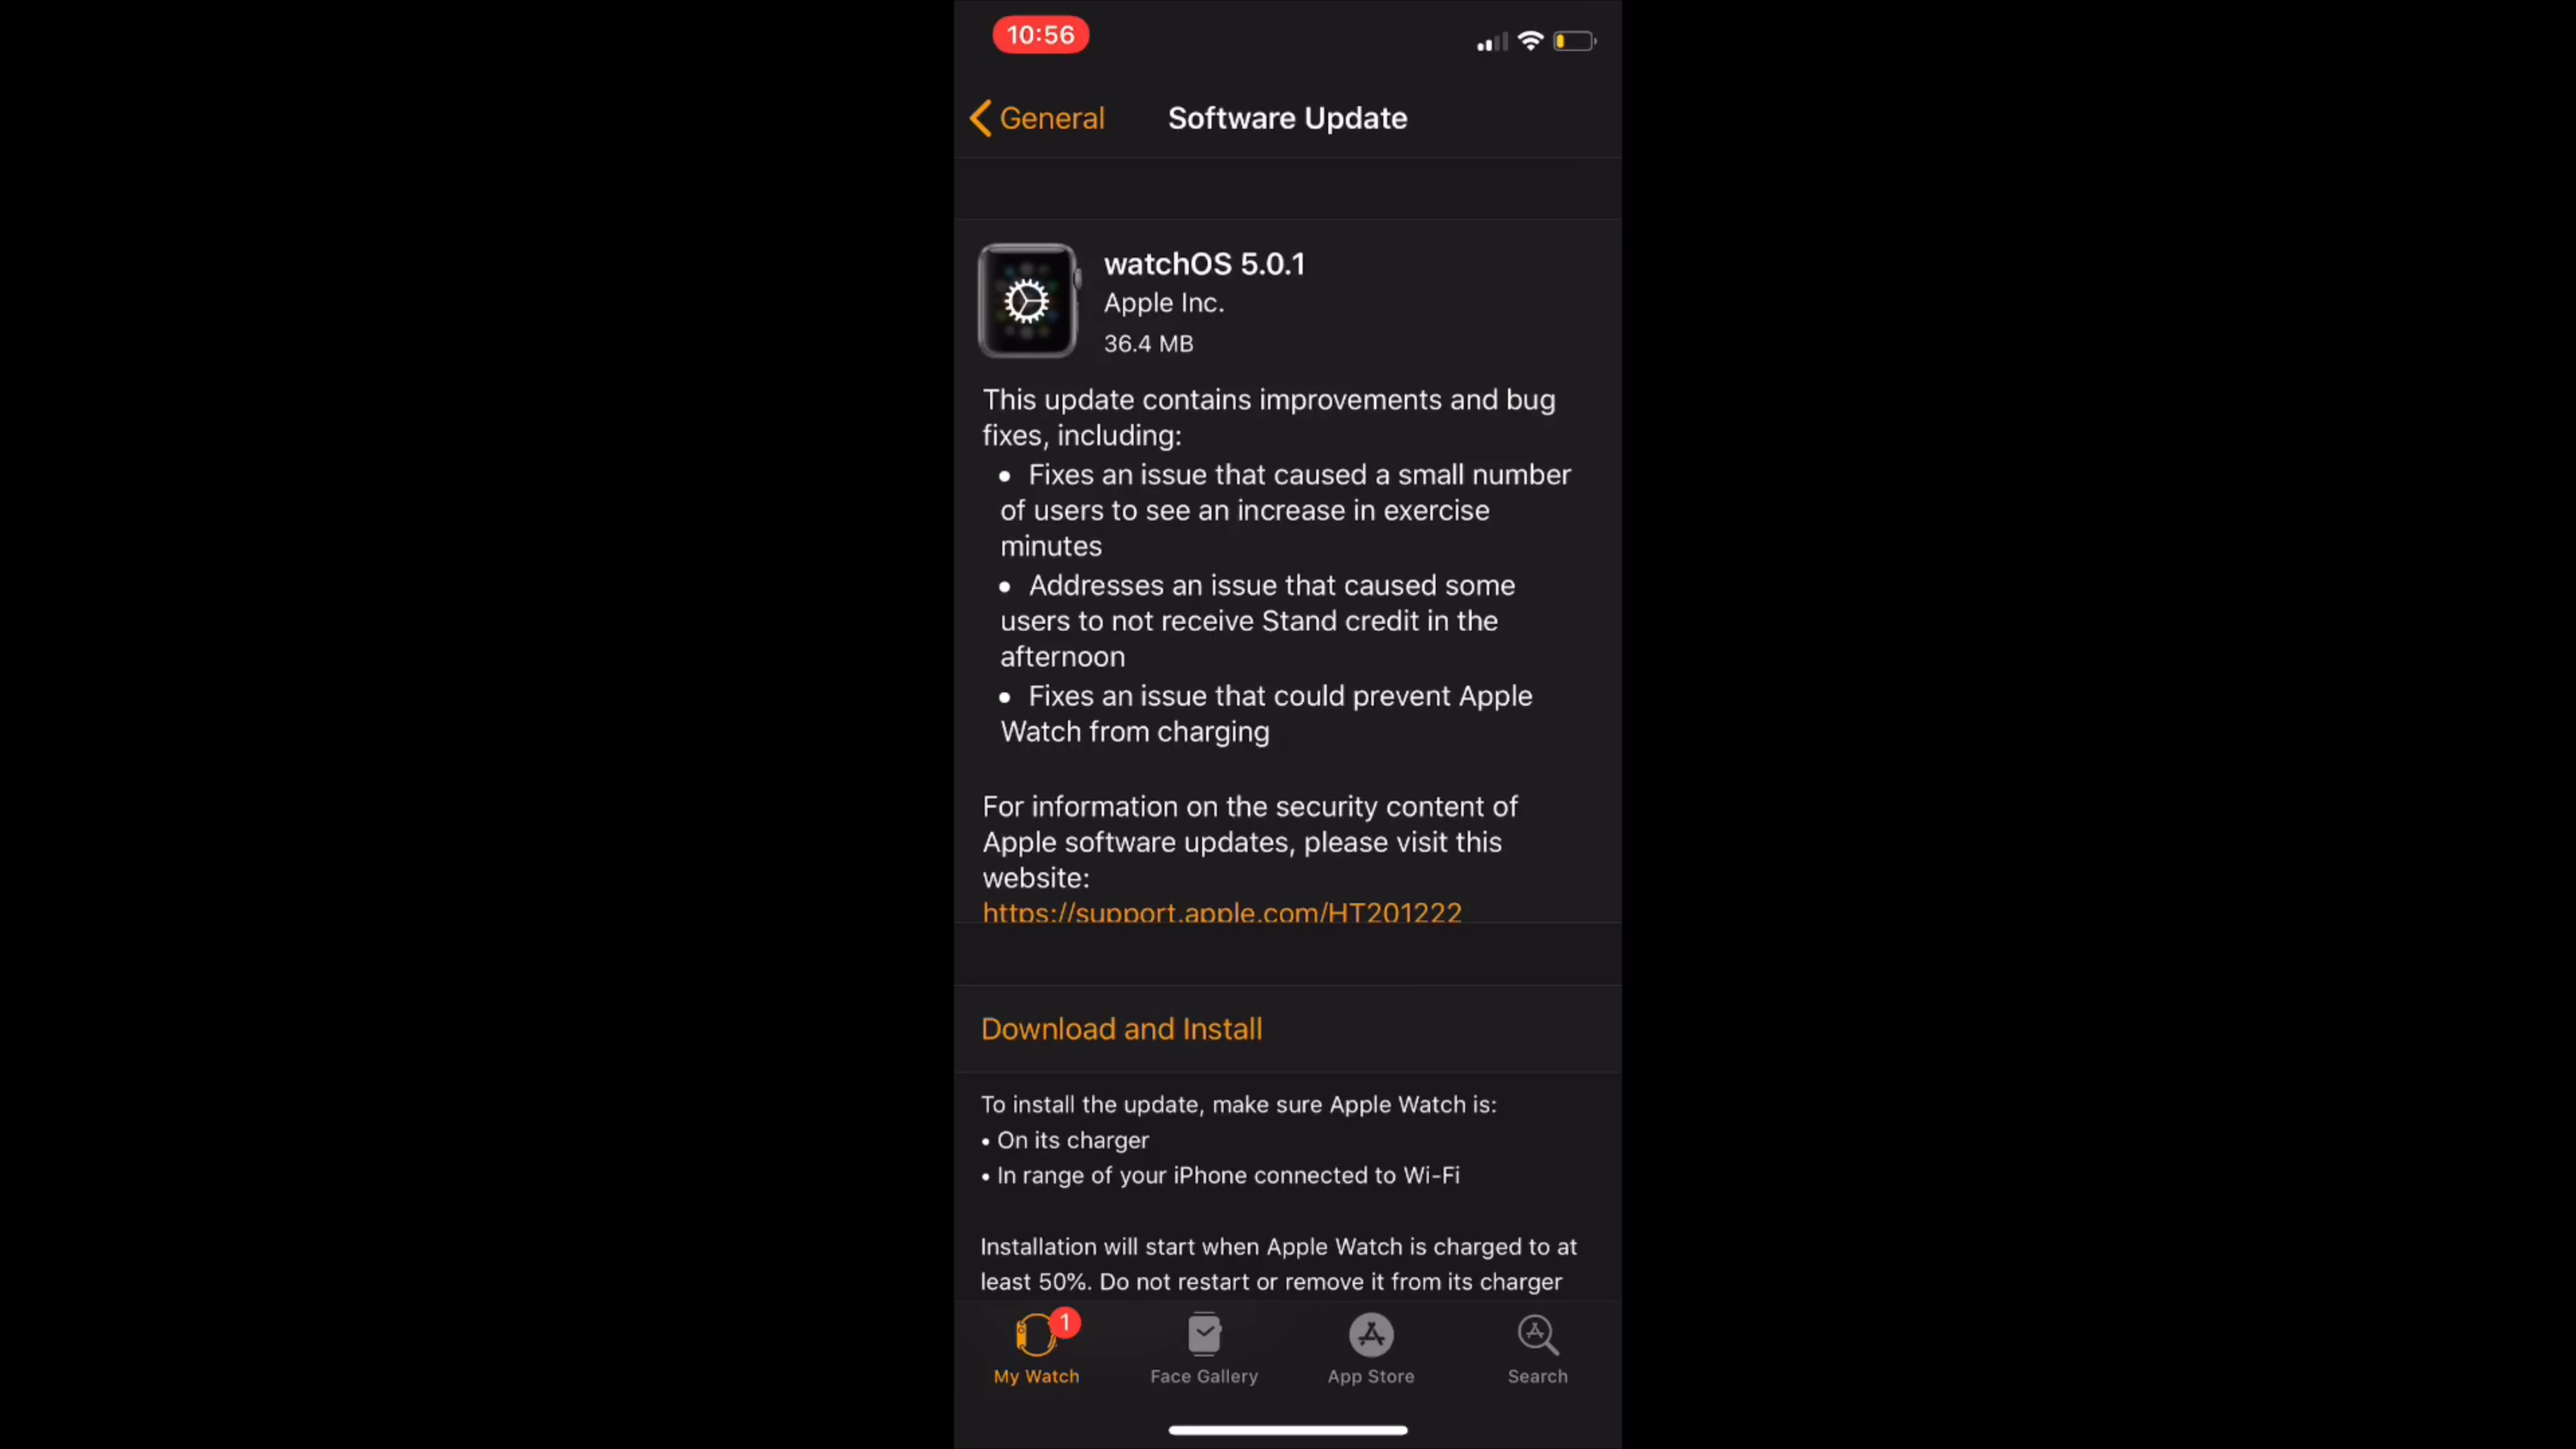 10:56
General
Software Update
watchOS 5.0.1
Apple Inc.
36.4 MB
This update contains improvements and bug
fixes, including:
• Fixes an issue that caused a small number
of users to see an increase in exercise
minutes
• Addresses an issue that caused some
users to not receive Stand credit in the
afternoon
• Fixes an issue that could prevent Apple
Watch from charging
For information on the security content of
Apple software updates, please visit this
website:
https://support.apple.com/HT201222
Download and Install
To install the update, make sure Apple Watch is:
• On its charger
• In range of your iPhone connected to Wi-Fi
Installation will start when Apple Watch is charged to at
least 50%. Do not restart or remove it from its charger
1
My Watch
Face Gallery
App Store
Search